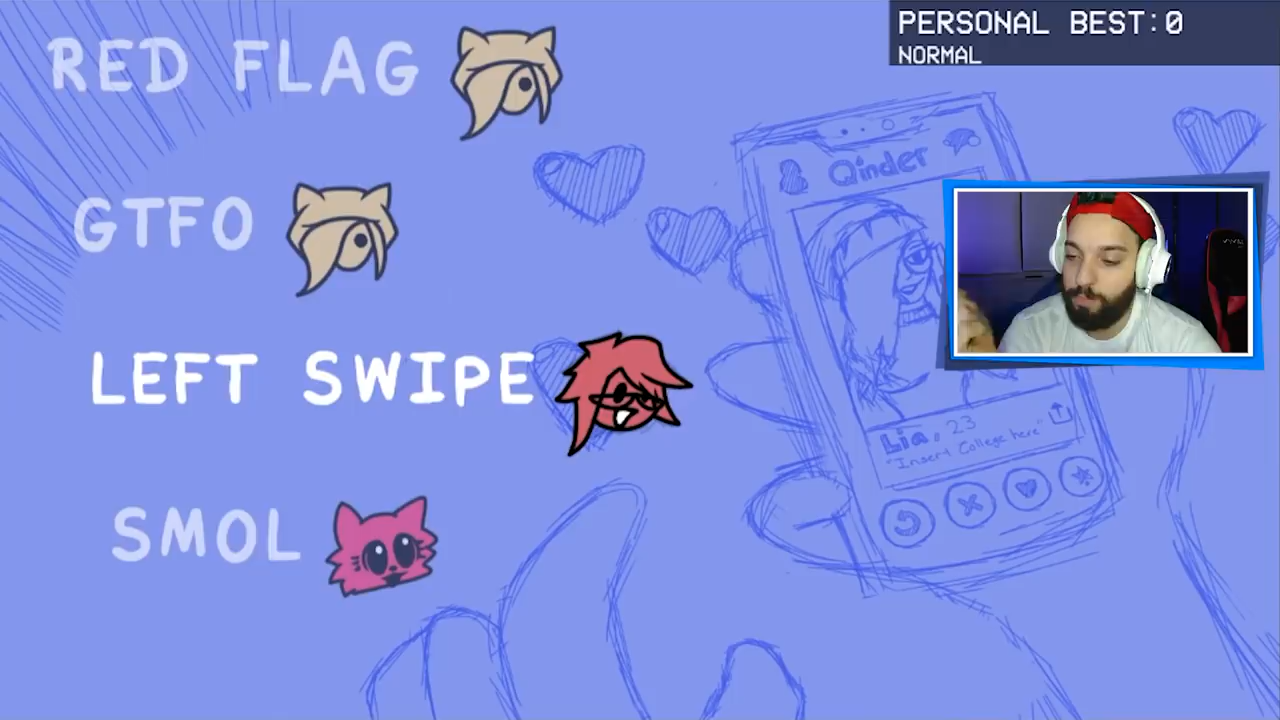 PERSONAL BEST:0
NORMAL
RED FLAG
GTFO
LEFT SWIPE
SMOL
Qinder
Lia, 23
"Insert College here"